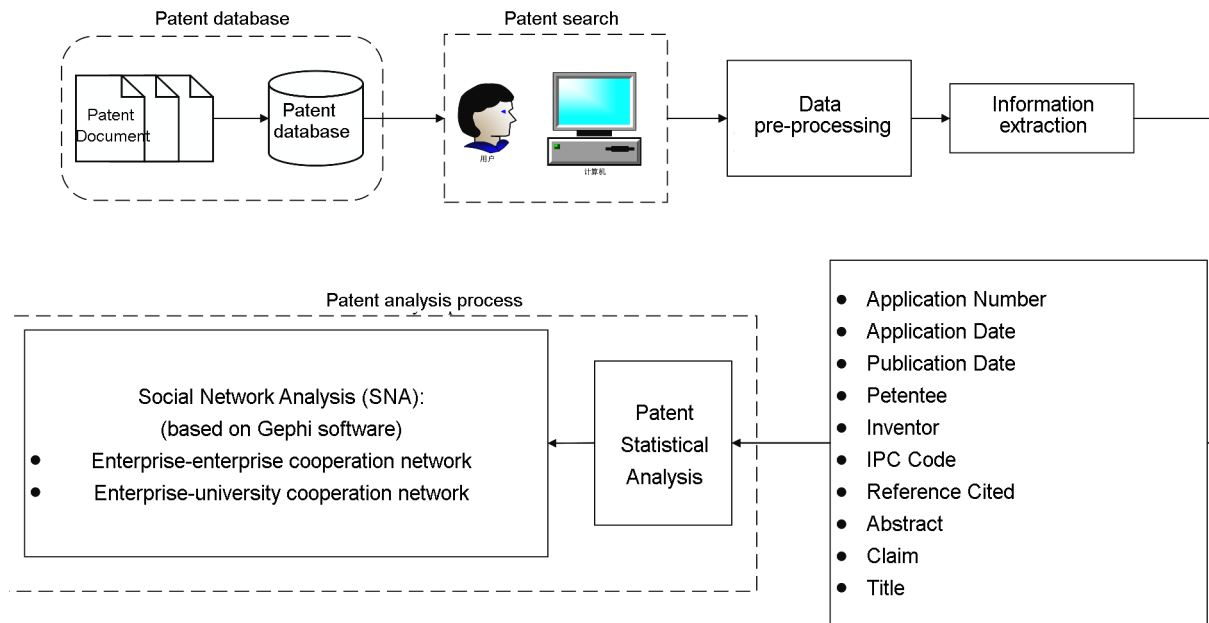 Patent database
Patent search
Patent
Document
Patent
database
用户
计算机
Data
pre-processing
Information
extraction
Patent analysis process
Social Network Analysis (SNA):
(based on Gephi software)
● Enterprise-enterprise cooperation network
● Enterprise-university cooperation network
Patent
Statistical
Analysis
● Application Number
● Application Date
● Publication Date
● Petentee
● Inventor
● IPC Code
● Reference Cited
● Abstract
● Claim
● Title